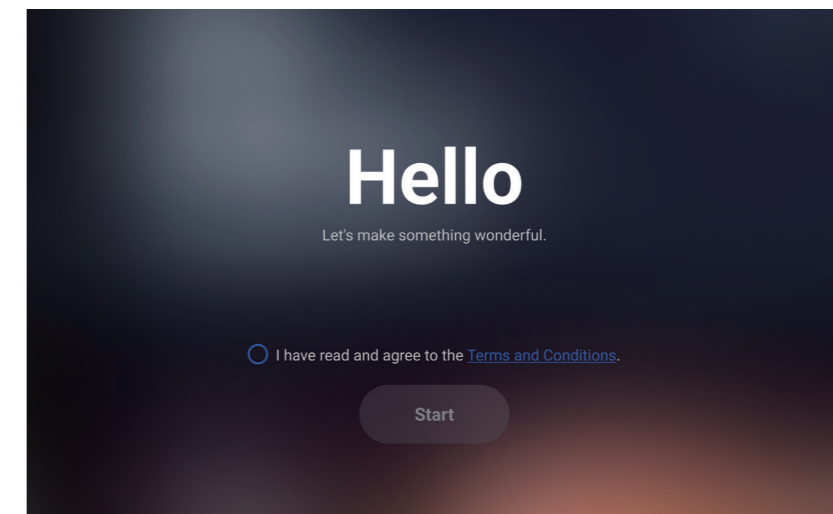 Hello
Let's make something wonderful.
I have read and agree to the Terms and Conditions.
Start